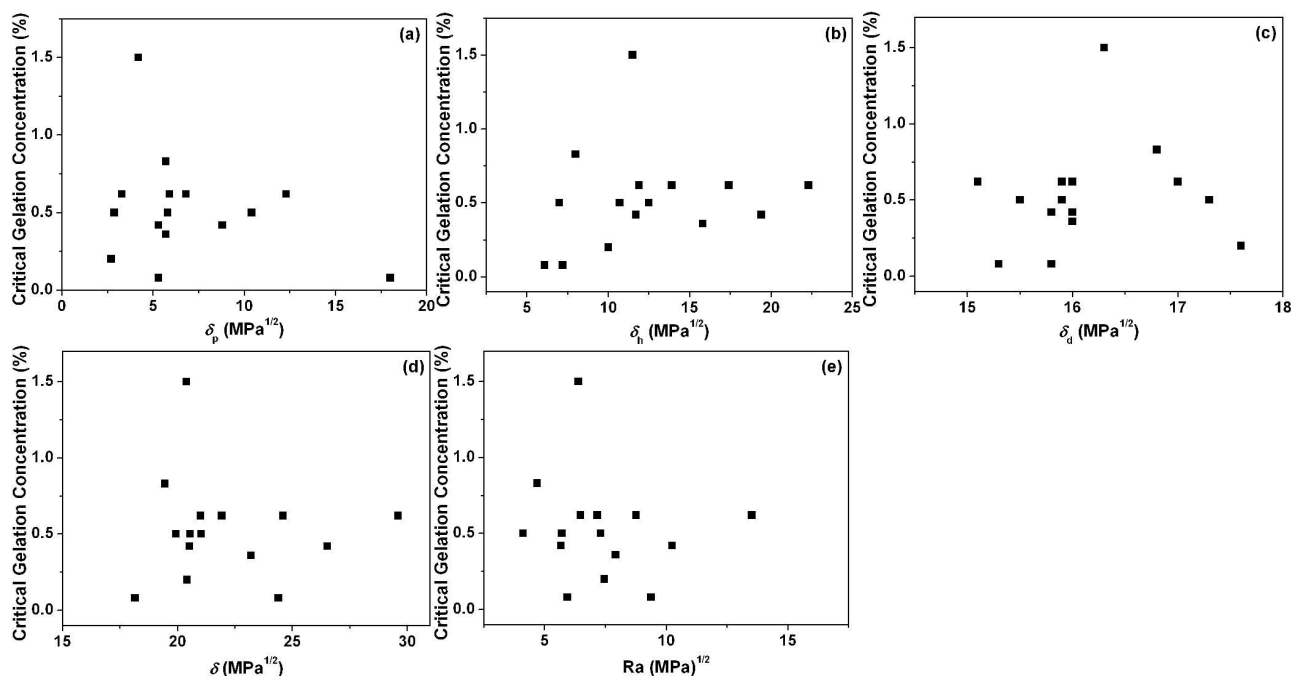 (a)
Critical Gelation Concentration (%)
1.5
1.0
0.5
0.0
0 5 10 15 20
δp (MPa1/2)
(b)
Critical Gelation Concentration (%)
1.5
1.0
0.5
0.0
5 10 15 20 25
δh (MPa1/2)
(c)
Critical Gelation Concentration (%)
1.5
1.0
0.5
0.0
15 16 17 18
δd (MPa1/2)
(d)
Critical Gelation Concentration (%)
1.5
1.0
0.5
0.0
15 20 25 30
δ (MPa1/2)
(e)
Critical Gelation Concentration (%)
1.5
1.0
0.5
0.0
5 10 15
Ra (MPa)1/2